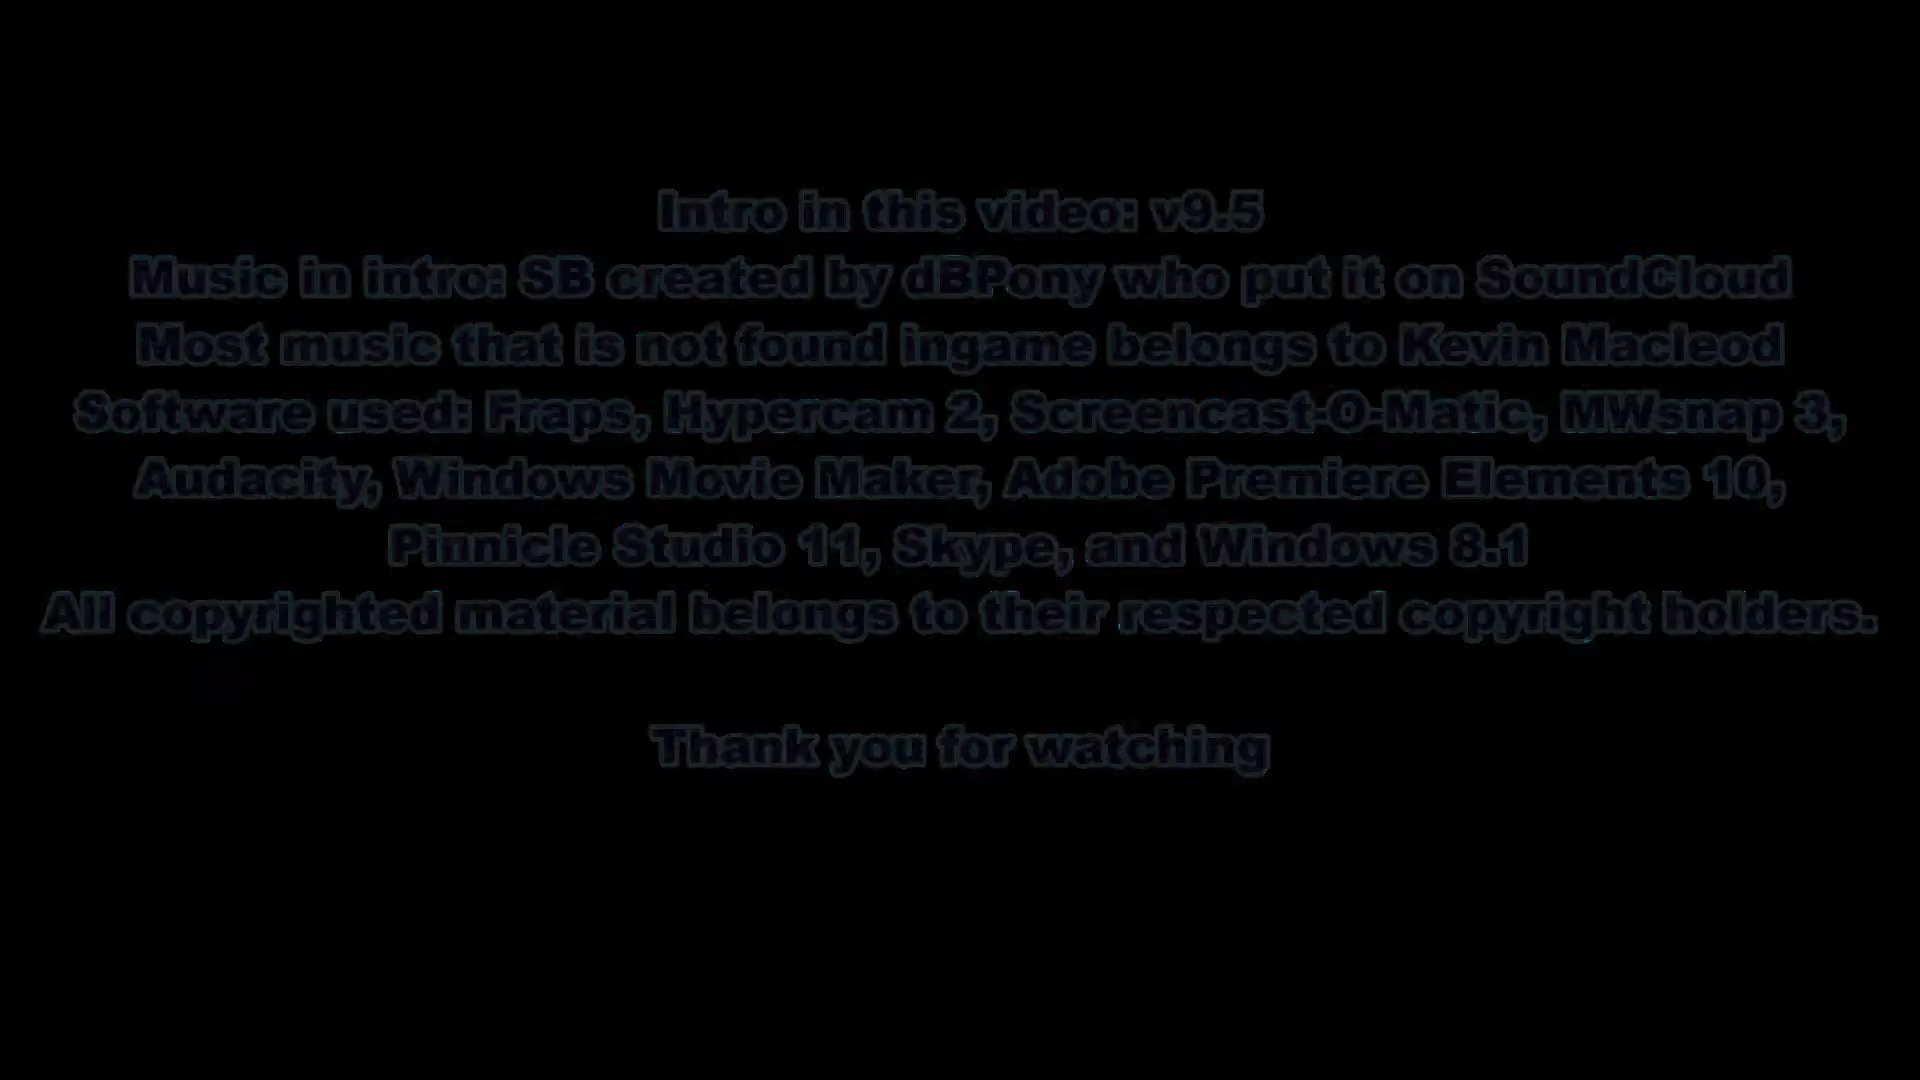 Intro in this video: v9.5
Music in intro: SB created by dBPony who put it on SoundCloud
Most music that is not found ingame belongs to Kevin Macleod
Software used: Fraps, Hypercam 2, Screencast-O-Matic, MWsnap 3,
Audacity, Windows Movie Maker, Adobe Premiere Elements 10,
Pinnicle Studio 11, Skype, and Windows 8.1
All copyrighted material belongs to their respected copyright holders.
Thank you for watching